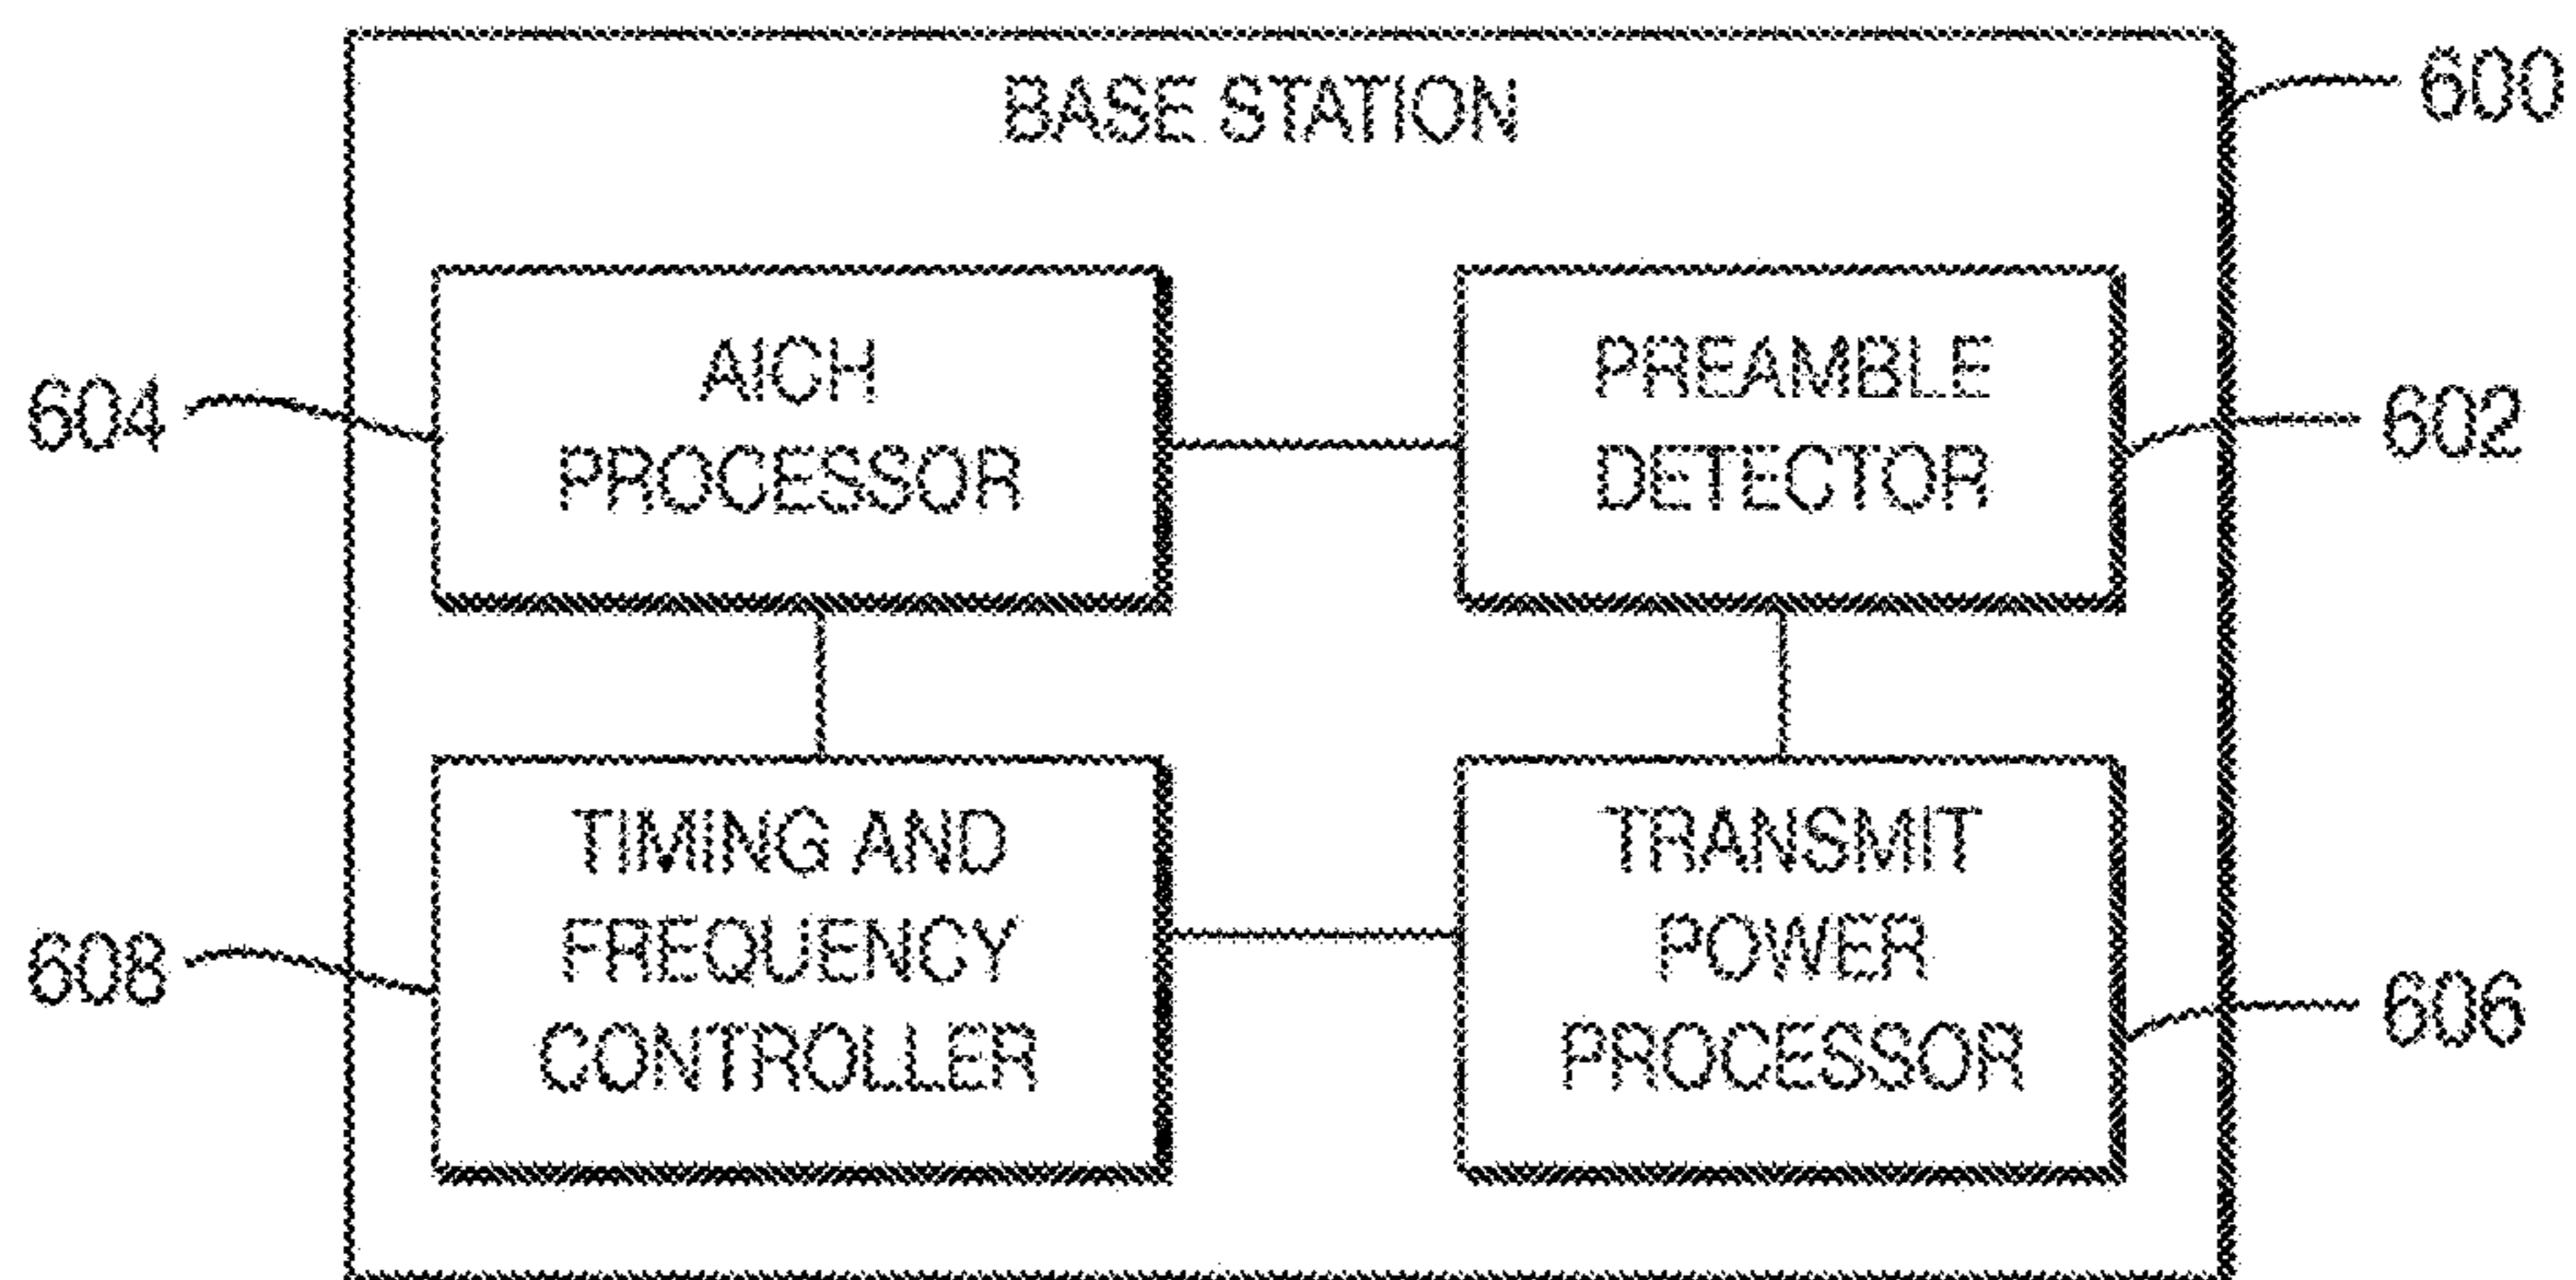 BASE STATION
600
604
AICH
PROCESSOR
PREAMBLE
DETECTOR
602
608
TIMING AND
FREQUENCY
CONTROLLER
TRANSMIT
POWER
PROCESSOR
606